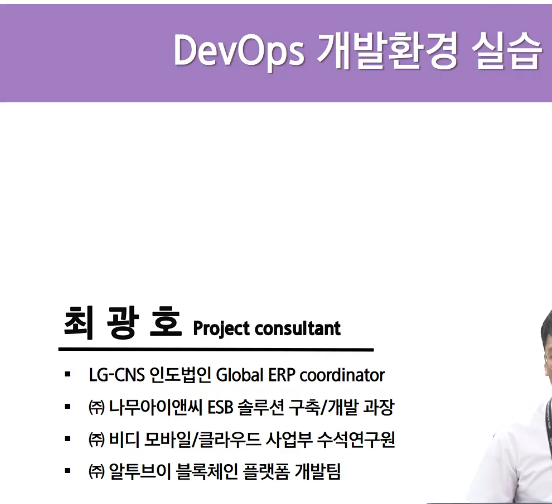 DevOps 개발환경 실습
최 광 호 Project consultant
▪ LG-CNS 인도법인 Global ERP coordinator
▪ ㈜ 나무아이앤씨 ESB 솔루션 구축/개발 과장
▪ ㈜ 비디 모바일/클라우드 사업부 수석연구원
▪ ㈜ 알투브이 블록체인 플랫폼 개발팀